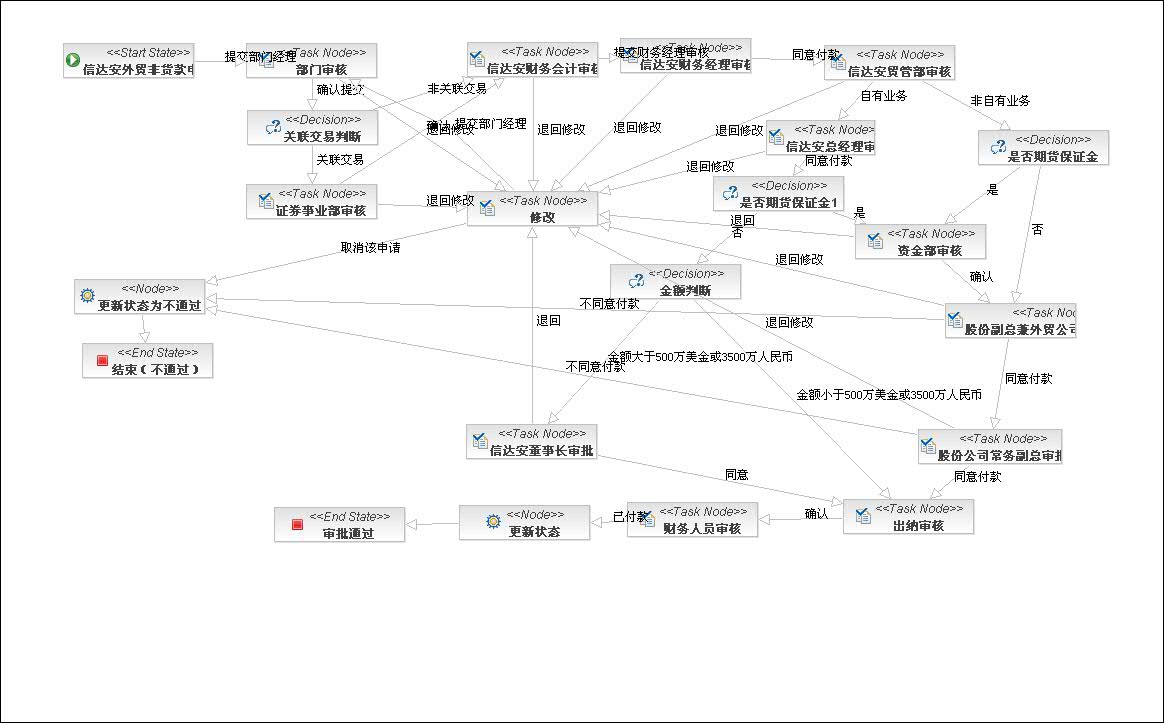 <<Start State>>
信达安外贸非货款申
提交部门经理
<<Task Node>>
部门审核
<<Task Node>>
信达安财务会计审核
提交财务经理审核
<<Task Node>>
信达安财务经理审核
同意付款
<<Task Node>>
信达安贸管部审核
确认提交
非关联交易
自有业务
非自有业务
<<Decision>>
关联交易判断
确认，提交部门经理
退回修改
退回修改
退回修改
退回修改
<<Task Node>>
信达安总经理审
<<Decision>>
是否期货保证金
关联交易
退回修改
同意付款
<<Task Node>>
证券事业部审核
退回修改
<<Task Node>>
修改
<<Decision>>
是否期货保证金1
是
是
退回
否
否
<<Task Node>>
资金部审核
取消该申请
退回修改
确认
<<Node>>
更新状态为不通过
<<Decision>>
金额判断
不同意付款
<<Task Noc
股份副总兼外贸公司
退回
退回修改
<<End State>>
结束（不通过）
金额大于500万美金或3500万人民币
不同意付款
同意付款
金额小于500万美金或3500万人民币
<<Task Node>>
信达安董事长审批
<<Task Node>>
股份公司常务副总审批
同意
同意付款
<<End State>>
审批通过
<<Node>>
更新状态
已付款
<<Task Node>>
财务人员审核
确认
<<Task Node>>
出纳审核